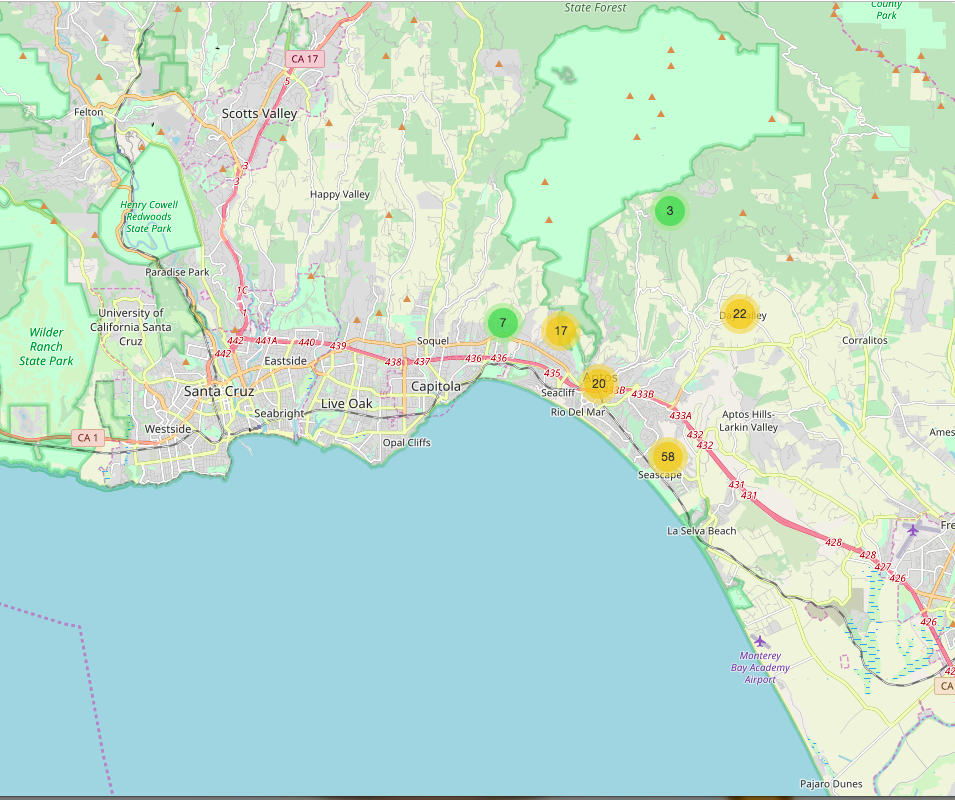 State Forest
County
Park
CA 17
5
Felton
Scotts Valley
3
3
Happy Valley
Henry Cowell
Redwoods
State Park
3
Paradise Park
1C
1
University of
California Santa
Cruz
7
17
22
Wilder
Ranch
State Park
442
441A
440
439
442
Soquel
Corralitos
Eastside
438
437
436
436
435
Santa Cruz
Capitola
Aptos
20
433B
433B
Seacliff
Live Oak
Rio Del Mar
433A
Seabright
Aptos Hills-
Larkin Valley
Westside
432
432
CA 1
Opal Cliffs
58
Seascape
431
431
La Selva Beach
428
428
427
426
426
Monterey
Bay Academy
Airport
CA
Pajaro Dunes